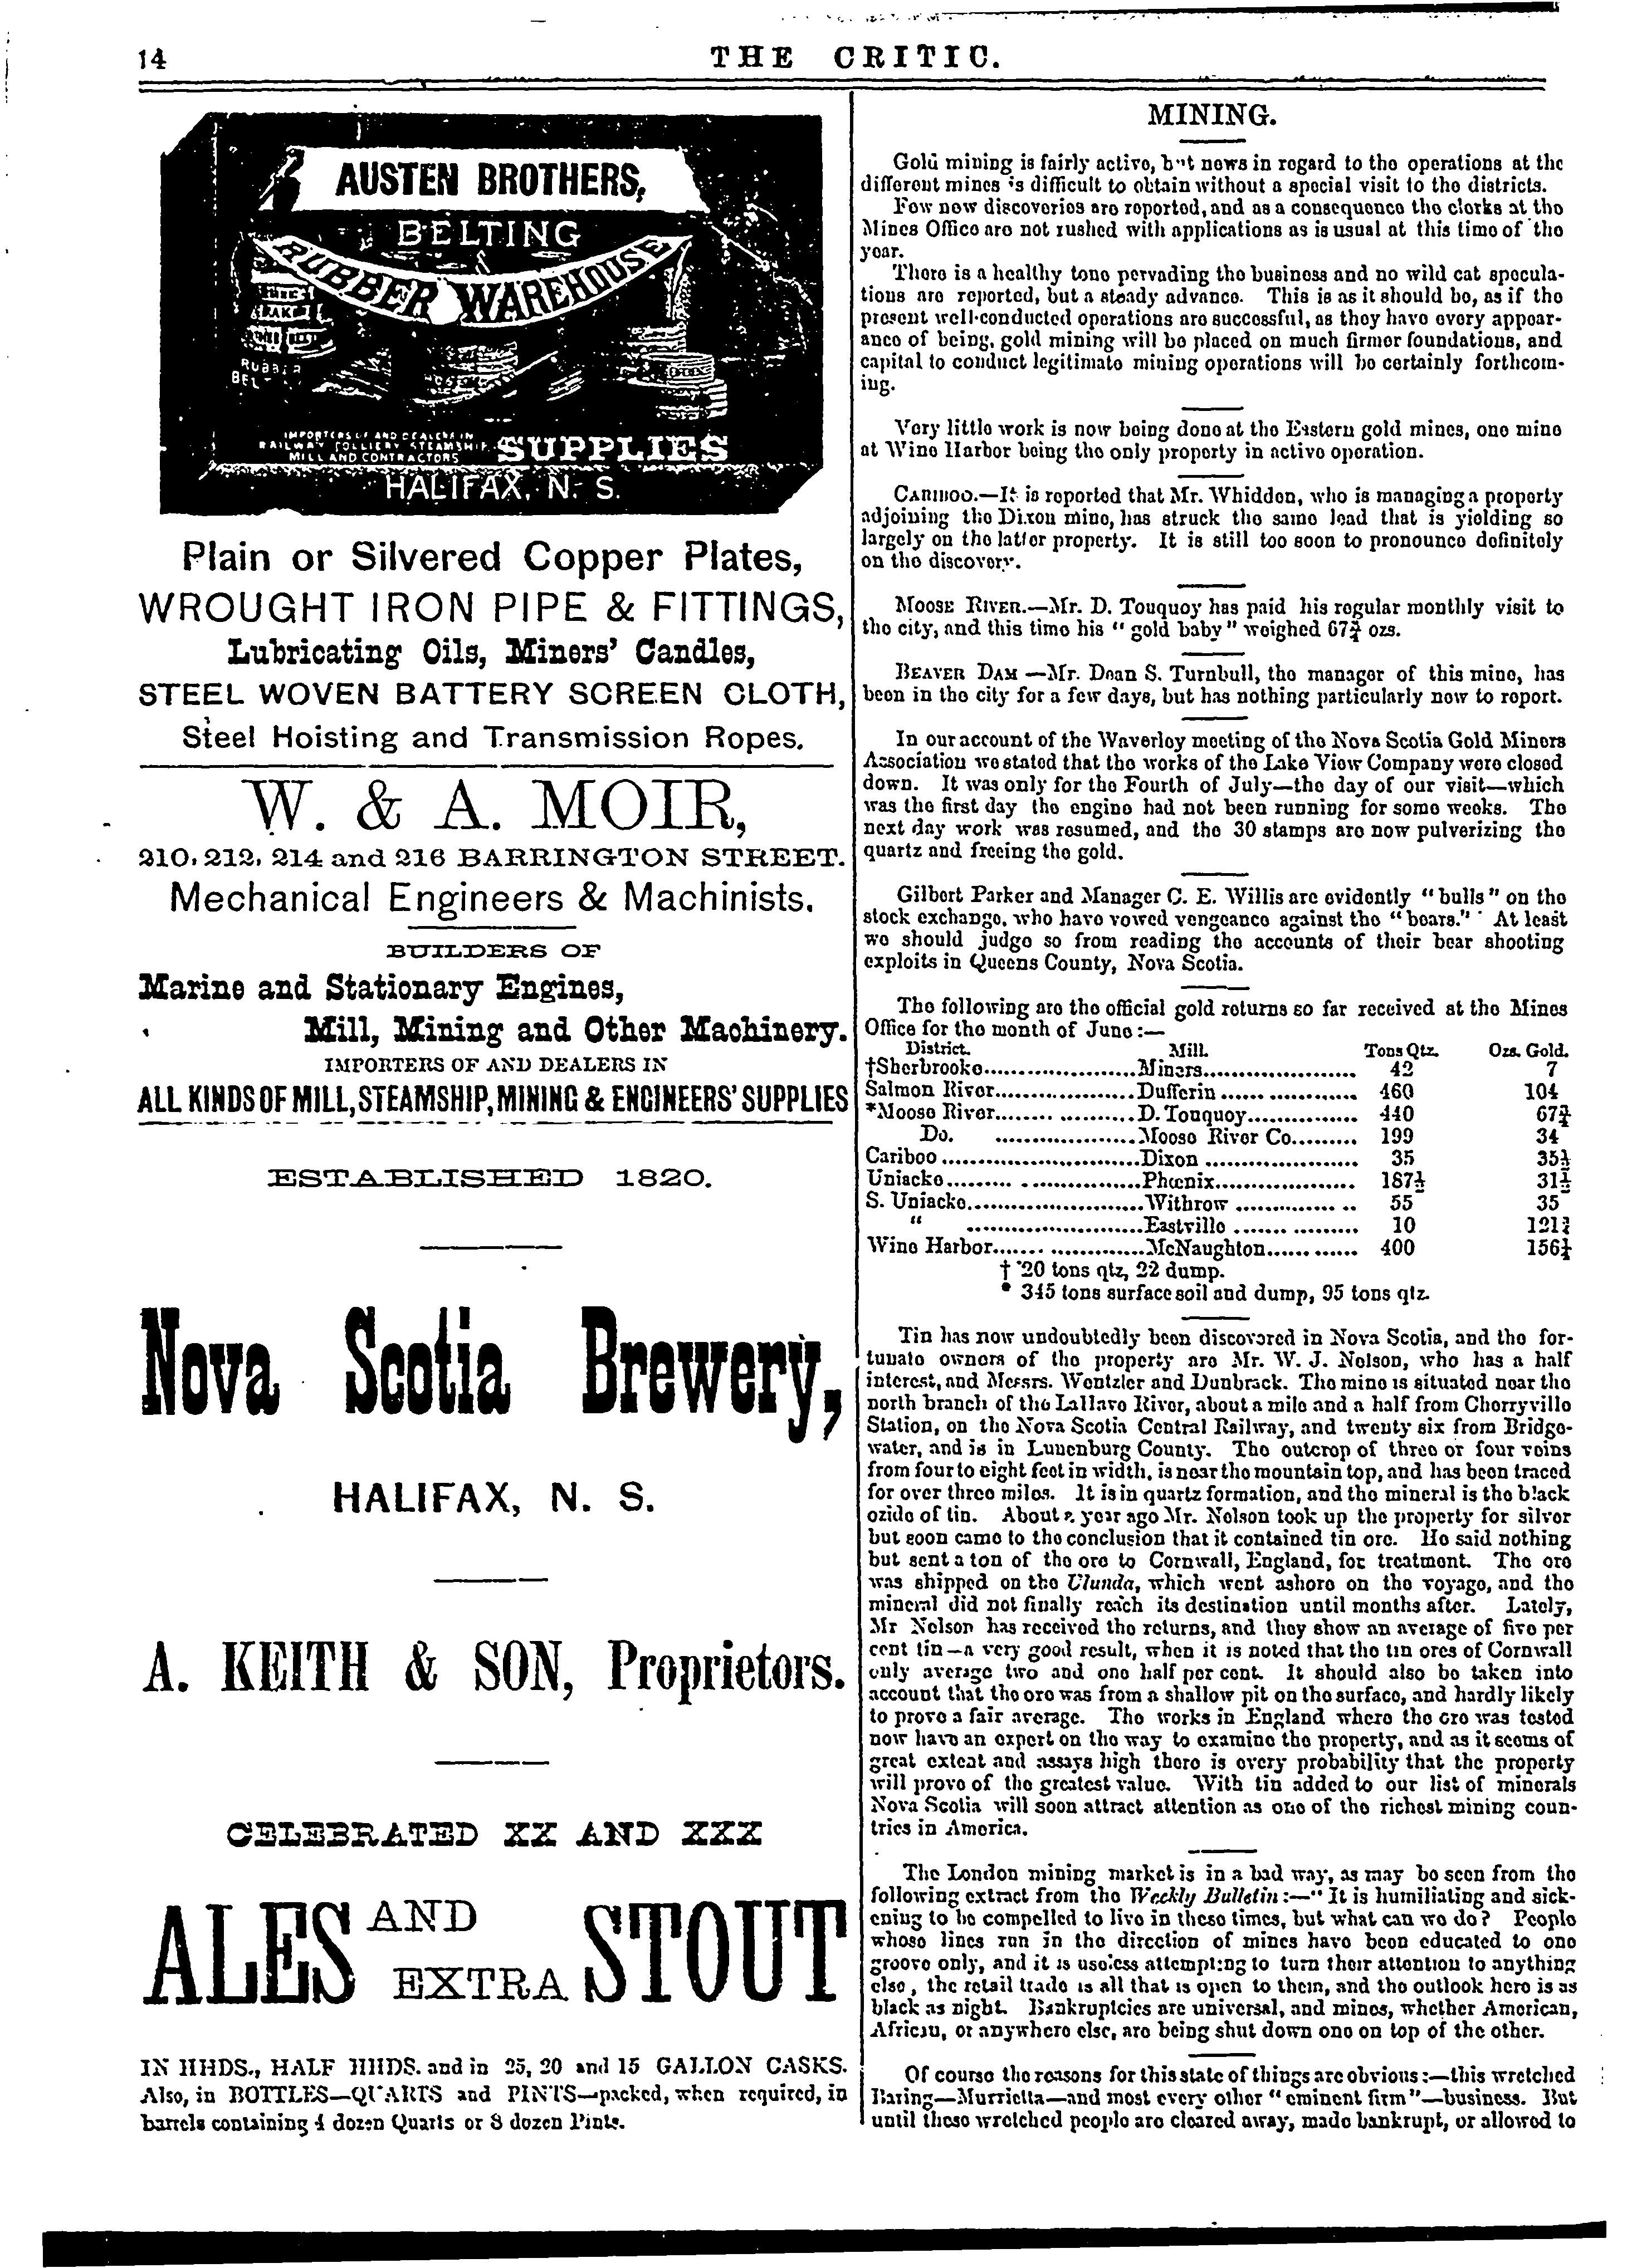 14
THE CRITIC.
AUSTEN BROTHERS,
BELTING
RUBBER WAREHOUSE
RUBBER
BEL
IMPORTERS OF AND DEALERS IN
RAILWAY COLLIERY STEAMSHIP
MILL AND CONTRACTORS
SUPPLIES
HALIFAX, N. S.
Plain or Silvered Copper Plates,
WROUGHT IRON PIPE & FITTINGS,
Lubricating Oils, Miners' Candles,
STEEL WOVEN BATTERY SCREEN CLOTH,
Steel Hoisting and Transmission Ropes.
W. & A. MOIR,
210, 212, 214 and 216 BARRINGTON STREET.
Mechanical Engineers & Machinists.
BUILDERS OF
Marine and Stationary Engines,
Mill, Mining and Other Machinery.
IMPORTERS OF AND DEALERS IN
ALL KINDS OF MILL, STEAMSHIP, MINING & ENGINEERS' SUPPLIES
ESTABLISHED 1820.
Nova Scotia Brewery,
HALIFAX, N. S.
A. KEITH & SON, Proprietors.
CELEBRATED XX AND XXX
ALES AND EXTRA STOUT
IN HHDS., HALF HHDS. and in 25, 20 and 15 GALLON CASKS.
Also, in BOTTLES—QUARTS and PINTS—packed, when required, in
barrels containing 4 dozen Quarts or 8 dozen Pints.
MINING.
Gold mining is fairly active, but news in regard to the operations at the
different mines is difficult to obtain without a special visit to the districts.
Few new discoveries are reported, and as a consequence the clerks at the
Mines Office are not rushed with applications as is usual at this time of the
year.
There is a healthy tone pervading the business and no wild cat specula-
tions are reported, but a steady advance. This is as it should be, as if the
present well-conducted operations are successful, as they have every appear-
ance of being, gold mining will be placed on much firmer foundations, and
capital to conduct legitimate mining operations will be certainly forthcom-
ing.
Very little work is now being done at the Eastern gold mines, one mine
at Wine Harbor being the only property in active operation.
CARIBOO.—It is reported that Mr. Whidden, who is managing a property
adjoining the Dixon mine, has struck the same lead that is yielding so
largely on the latter property. It is still too soon to pronounce definitely
on the discovery.
MOOSE RIVER.—Mr. D. Touquoy has paid his regular monthly visit to
the city, and this time his "gold baby" weighed 67¾ ozs.
BEAVER DAM—Mr. Dean S. Turnbull, the manager of this mine, has
been in the city for a few days, but has nothing particularly new to report.
In our account of the Waverley meeting of the Nova Scotia Gold Miners
Association we stated that the works of the Lake View Company were closed
down. It was only for the Fourth of July—the day of our visit—which
was the first day the engine had not been running for some weeks. The
next day work was resumed, and the 30 stamps are now pulverizing the
quartz and freeing the gold.
Gilbert Parker and Manager C. E. Willis are evidently "bulls" on the
stock exchange, who have vowed vengeance against the "bears." At least
we should judge so from reading the accounts of their bear shooting
exploits in Queens County, Nova Scotia.
The following are the official gold returns so far received at the Mines
Office for the month of June:—
District. Mill. Tons Qtz. Ozs. Gold.
†Sherbrooke.....................Miners..................... 42 7
Salmon River...................Dufferin................... 460 104
*Moose River...................D. Touquoy............... 440 67¾
Do. ...................Moose River Co......... 199 34
Cariboo...........................Dixon..................... 35 35½
Uniacke..........................Phœnix................... 187½ 31½
S. Uniacke........................Withrow................ 55 35
" ........................Eastville................. 10 121¾
Wine Harbor.....................McNaughton............ 400 156¼
† 20 tons qtz, 22 dump.
* 345 tons surface soil and dump, 95 tons qtz.
Tin has now undoubtedly been discovered in Nova Scotia, and the for-
tunate owners of the property are Mr. W. J. Nelson, who has a half
interest, and Messrs. Wentzler and Dunbrack. The mine is situated near the
north branch of the Lallave River, about a mile and a half from Cherryville
Station, on the Nova Scotia Central Railway, and twenty six from Bridge-
water, and is in Lunenburg County. The outcrop of three or four veins
from four to eight feet in width, is near the mountain top, and has been traced
for over three miles. It is in quartz formation, and the mineral is the black
oxide of tin. About a year ago Mr. Nelson took up the property for silver
but soon came to the conclusion that it contained tin ore. He said nothing
but sent a ton of the ore to Cornwall, England, for treatment. The ore
was shipped on the Ulunda, which went ashore on the voyage, and the
mineral did not finally reach its destination until months after. Lately,
Mr Nelson has received the returns, and they show an average of five per
cent tin—a very good result, when it is noted that the tin ores of Cornwall
only average two and one half per cent. It should also be taken into
account that the ore was from a shallow pit on the surface, and hardly likely
to prove a fair average. The works in England where the ore was tested
now have an expert on the way to examine the property, and as it seems of
great extent and assays high there is every probability that the property
will prove of the greatest value. With tin added to our list of minerals
Nova Scotia will soon attract attention as one of the richest mining coun-
tries in America.
The London mining market is in a bad way, as may be seen from the
following extract from the Weekly Bulletin:—"It is humiliating and sick-
ening to be compelled to live in these times, but what can we do? People
whose lines run in the direction of mines have been educated to one
groove only, and it is useless attempting to turn their attention to anything
else, the retail trade is all that is open to them, and the outlook here is as
black as night. Bankruptcies are universal, and mines, whether American,
African, or anywhere else, are being shut down one on top of the other.
Of course the reasons for this state of things are obvious:—this wretched
Baring—Murrietta—and most every other "eminent firm"—business. But
until these wretched people are cleared away, made bankrupt, or allowed to